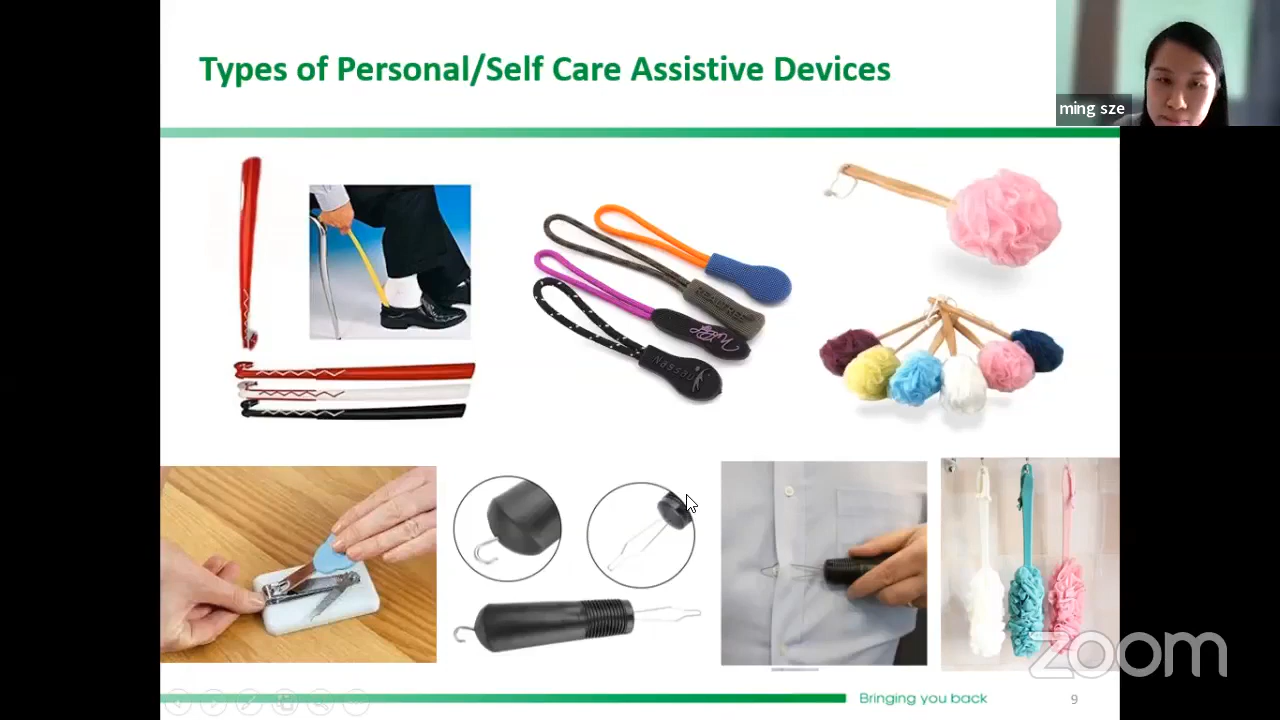 Types of Personal/Self Care Assistive Devices
ming sze
zoom
Bringing you back
9